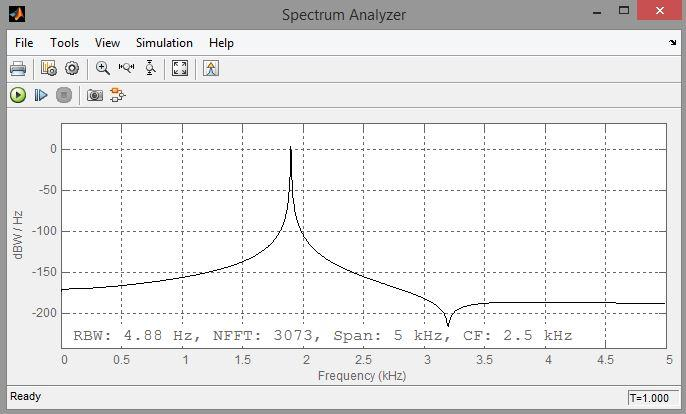 Spectrum Analyzer
File Tools View Simulation Help
0
-50
-100
-150
-200
dBW / Hz
RBW: 4.88 Hz, NFFT: 3073, Span: 5 kHz, CF: 2.5 kHz
0 0.5 1 1.5 2 2.5 3 3.5 4 4.5 5
Frequency (kHz)
Ready T=1.000